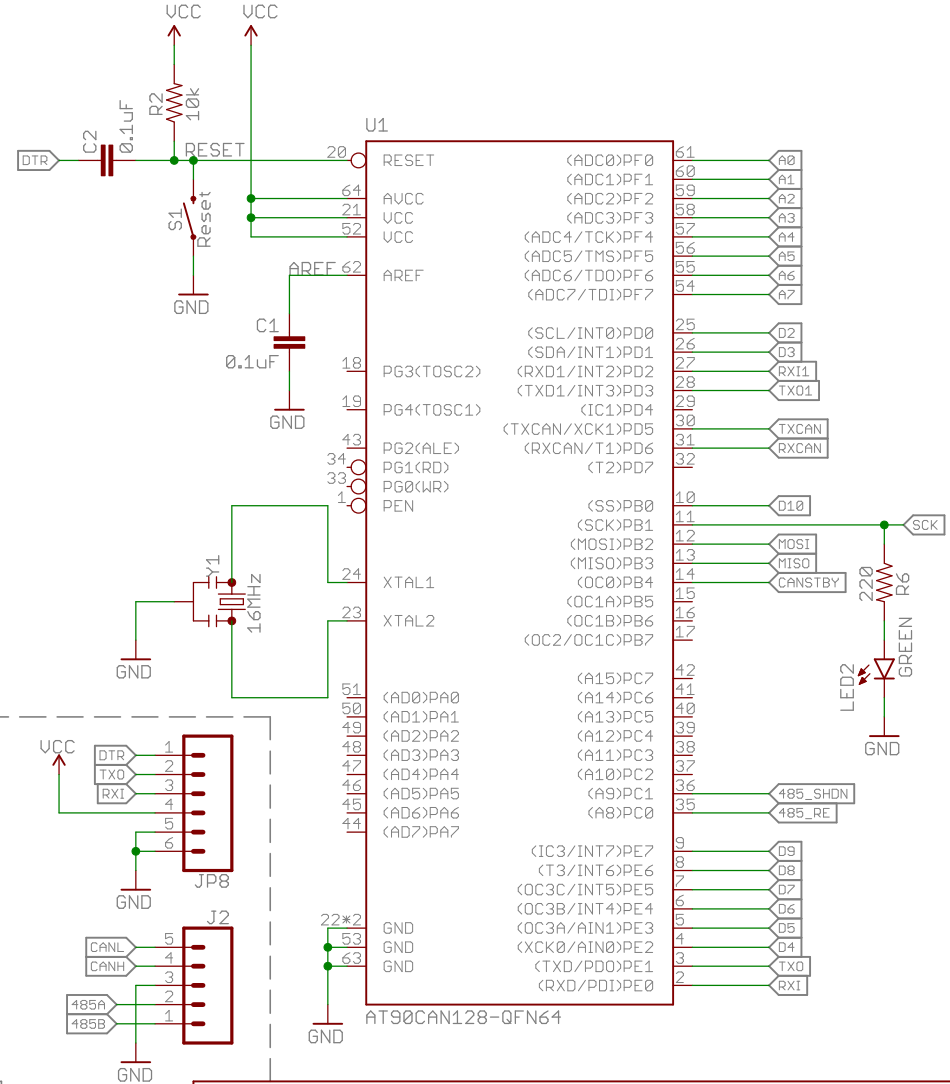 VCC
VCC
R2
10k
C2
0.1uF
DTR
RESET
S1
Reset
GND
AREF
C1
0.1uF
GND
Y1
16MHz
GND
U1
20 RESET
64 AVCC
21 VCC
52 VCC
62 AREF
18 PG3(TOSC2)
19 PG4(TOSC1)
43 PG2(ALE)
34 PG1(RD)
33 PG0(WR)
1 PEN
24 XTAL1
23 XTAL2
51 (AD0)PA0
50 (AD1)PA1
49 (AD2)PA2
48 (AD3)PA3
47 (AD4)PA4
46 (AD5)PA5
45 (AD6)PA6
44 (AD7)PA7
22*2 GND
53 GND
63 GND
GND
(ADC0)PF0 61 A0
(ADC1)PF1 60 A1
(ADC2)PF2 59 A2
(ADC3)PF3 58 A3
(ADC4/TCK)PF4 57 A4
(ADC5/TMS)PF5 56 A5
(ADC6/TDO)PF6 55 A6
(ADC7/TDI)PF7 54 A7
(SCL/INT0)PD0 25 D2
(SDA/INT1)PD1 26 D3
(RXD1/INT2)PD2 27 RXI1
(TXD1/INT3)PD3 28 TXO1
(IC1)PD4 29
(TXCAN/XCK1)PD5 30 TXCAN
(RXCAN/T1)PD6 31 RXCAN
(T2)PD7 32
(SS)PB0 10 D10
(SCK)PB1 11 SCK
(MOSI)PB2 12 MOSI
(MISO)PB3 13 MISO
(OC0)PB4 14 CANSTBY
(OC1A)PB5 15
(OC1B)PB6 16
(OC2/OC1C)PB7 17
(A15)PC7 42
(A14)PC6 41
(A13)PC5 40
(A12)PC4 39
(A11)PC3 38
(A10)PC2 37
(A9)PC1 36 485_SHDN
(A8)PC0 35 485_RE
(IC3/INT7)PE7 9 D9
(T3/INT6)PE6 8 D8
(OC3C/INT5)PE5 7 D7
(OC3B/INT4)PE4 6 D6
(OC3A/AIN1)PE3 5 D5
(XCK0/AIN0)PE2 4 D4
(TXD/PDO)PE1 3 TXO
(RXD/PDI)PE0 2 RXI
AT90CAN128-QFN64
220
R6
LED2
GREEN
GND
VCC
DTR 1
TXO 2
RXI 3
4
5
6
JP8
GND
J2
CANL 5
CANH 4
3
485A 2
485B 1
GND